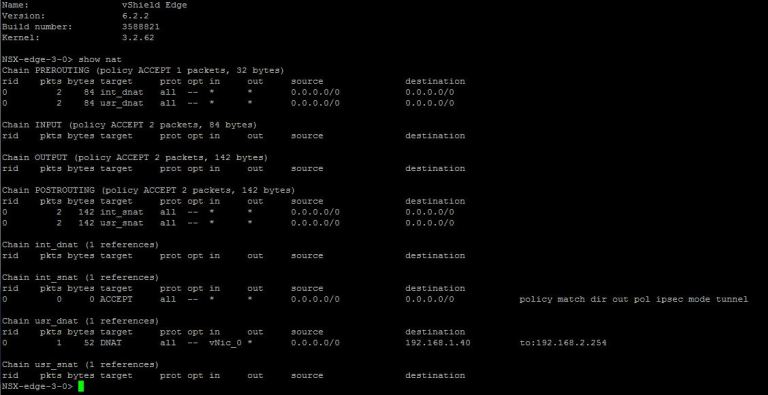 Name: vShield Edge
Version: 6.2.2
Build number: 3588821
Kernel: 3.2.62
NSX-edge-3-0> show nat
Chain PREROUTING (policy ACCEPT 1 packets, 32 bytes)
rid pkts bytes target prot opt in out source destination
0 2 84 int_dnat all -- * * 0.0.0.0/0 0.0.0.0/0
0 2 84 usr_dnat all -- * * 0.0.0.0/0 0.0.0.0/0
Chain INPUT (policy ACCEPT 2 packets, 84 bytes)
rid pkts bytes target prot opt in out source destination
Chain OUTPUT (policy ACCEPT 2 packets, 142 bytes)
rid pkts bytes target prot opt in out source destination
Chain POSTROUTING (policy ACCEPT 2 packets, 142 bytes)
rid pkts bytes target prot opt in out source destination
0 2 142 int_snat all -- * * 0.0.0.0/0 0.0.0.0/0
0 2 142 usr_snat all -- * * 0.0.0.0/0 0.0.0.0/0
Chain int_dnat (1 references)
rid pkts bytes target prot opt in out source destination
Chain int_snat (1 references)
rid pkts bytes target prot opt in out source destination
0 0 0 ACCEPT all -- * * 0.0.0.0/0 0.0.0.0/0 policy match dir out pol ipsec mode tunnel
Chain usr_dnat (1 references)
rid pkts bytes target prot opt in out source destination
0 1 52 DNAT all -- vNic_0 * 0.0.0.0/0 192.168.1.40 to:192.168.2.254
Chain usr_snat (1 references)
rid pkts bytes target prot opt in out source destination
NSX-edge-3-0>